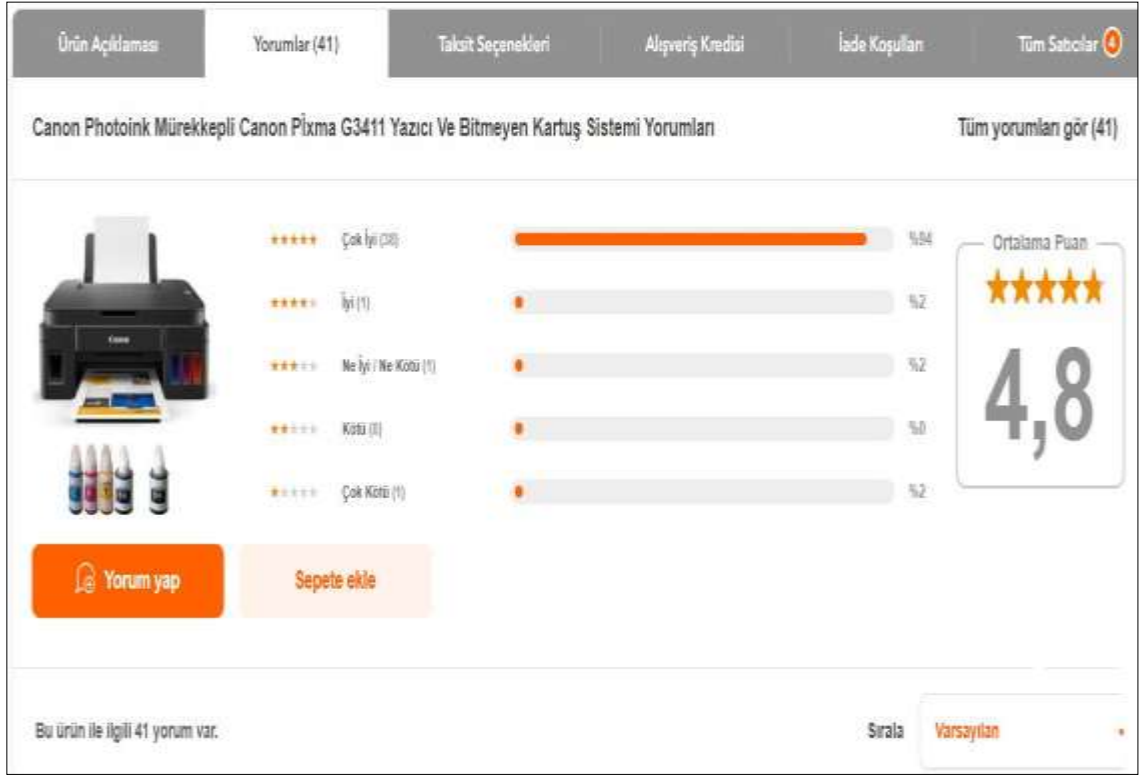 Ürün Açıklaması
Yorumlar (41)
Taksit Seçenekleri
Alışveriş Kredisi
İade Koşulları
Tüm Satıcılar 4
Canon Photoink Mürekkepli Canon Pİxma G3411 Yazıcı Ve Bitmeyen Kartuş Sistemi Yorumları
Tüm yorumları gör (41)
Çok İyi (38)
%94
İyi (1)
%2
Ne İyi / Ne Kötü (1)
%2
Kötü (0)
%0
Çok Kötü (1)
%2
Ortalama Puan
4,8
Canon
Yorum yap
Sepete ekle
Bu ürün ile ilgili 41 yorum var.
Sırala
Varsayılan